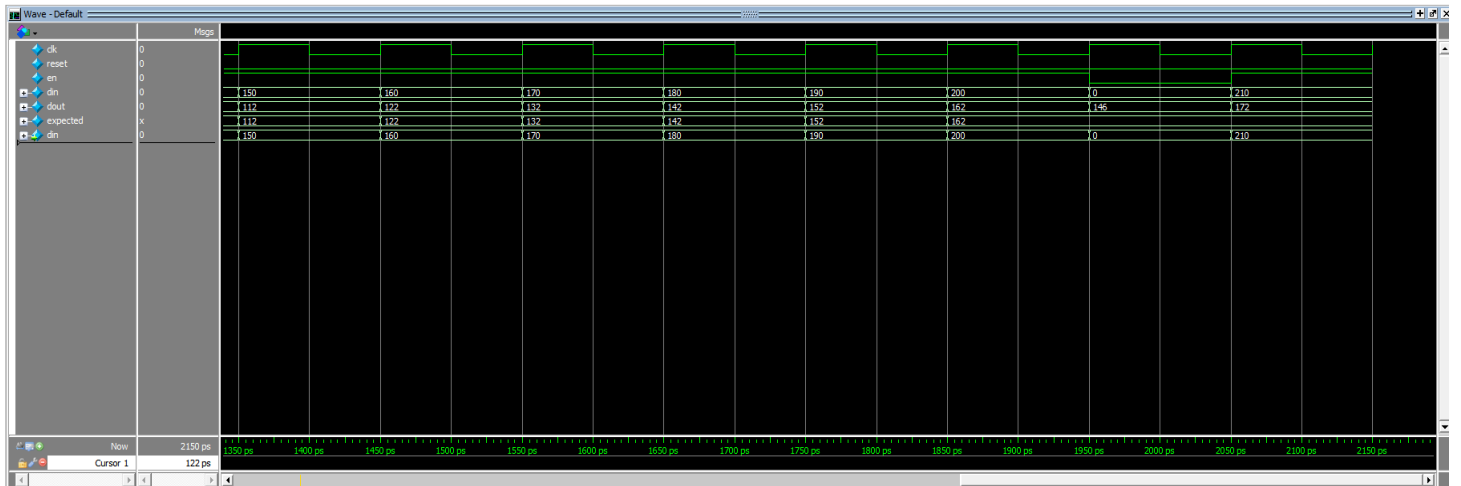 Wave - Default
Msgs
clk 0
reset 0
en 0
din 0 150 160 170 180 190 200 0 210
dout 0 112 122 132 142 152 162 146 172
expected x 112 122 132 142 152 162
din 0 150 160 170 180 190 200 0 210
Now 2150 ps 1350 ps 1400 ps 1450 ps 1500 ps 1550 ps 1600 ps 1650 ps 1700 ps 1750 ps 1800 ps 1850 ps 1900 ps 1950 ps 2000 ps 2050 ps 2100 ps 2150 ps
Cursor 1 122 ps